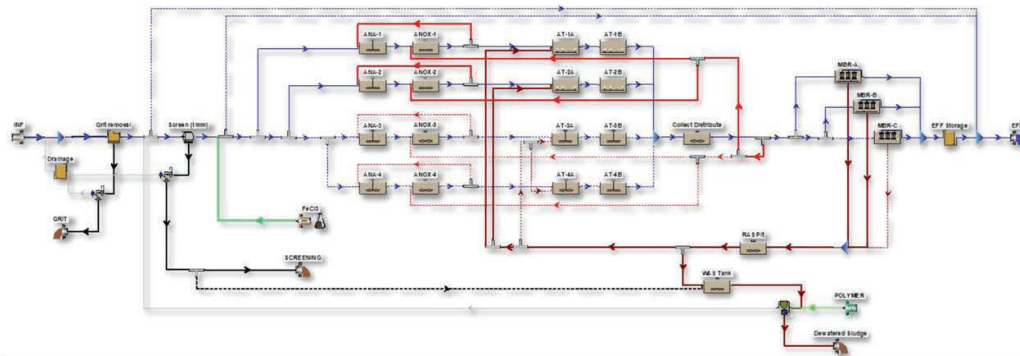 ANA-1
ANOX-1
AT-1A
AT-1B
ANA-2
ANOX-2
AT-2A
AT-2B
MBR-A
MBR-B
INF
Grit removal
Screen (1mm)
ANA-3
ANOX-3
AT-3A
AT-3B
Collect Distribute
MBR-C
EFF Storage
EFF
Drainage
ANA-4
ANOX-4
AT-4A
AT-4B
GRIT
FeCl3
SCREENING
WAS Tank
POLYMER
Dewatered Sludge